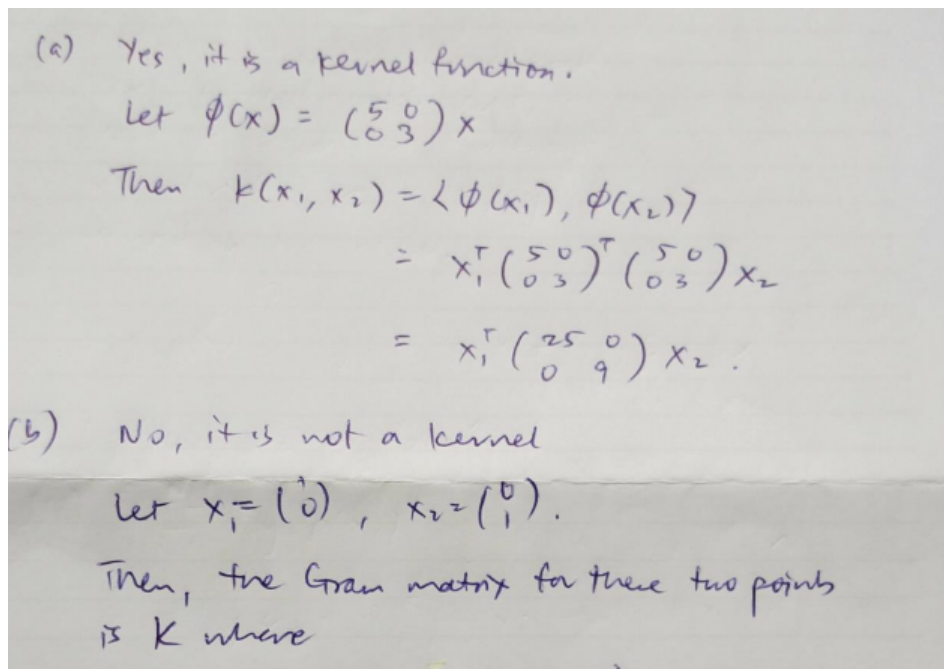 (a) Yes, it is a kernel function.
Let φ(x) = (5 0 0 3) x
Then k(x₁, x₂) = ⟨φ(x₁), φ(x₂)⟩
= x₁ᵀ (5 0 0 3)ᵀ (5 0 0 3) x₂
= x₁ᵀ (25 0 0 9) x₂ .
(b) No, it is not a kernel
Let x₁ = (1 0) , x₂ = (0 1) .
Then, the Gram matrix for these two points
is K where